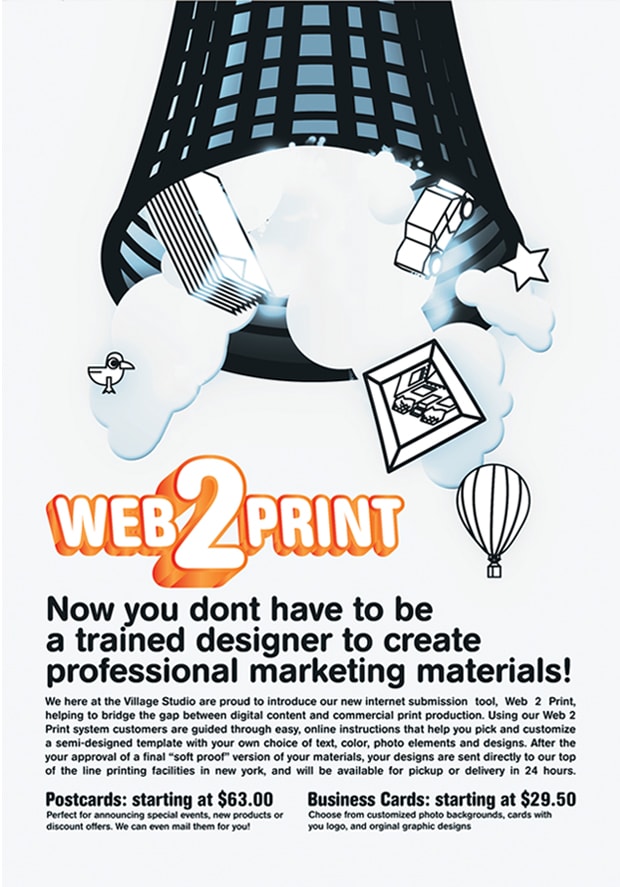 WEB 2 PRINT
Now you dont have to be
a trained designer to create
professional marketing materials!
We here at the Village Studio are proud to introduce our new internet submission tool, Web 2 Print,
helping to bridge the gap between digital content and commercial print production. Using our Web 2
Print system customers are guided through easy, online instructions that help you pick and customize
a semi-designed template with your own choice of text, color, photo elements and designs. After the
your approval of a final “soft proof” version of your materials, your designs are sent directly to our top
of the line printing facilities in new york, and will be available for pickup or delivery in 24 hours.
Postcards: starting at $63.00
Perfect for announcing special events, new products or
discount offers. We can even mail them for you!
Business Cards: starting at $29.50
Choose from customized photo backgrounds, cards with
you logo, and orginal graphic designs